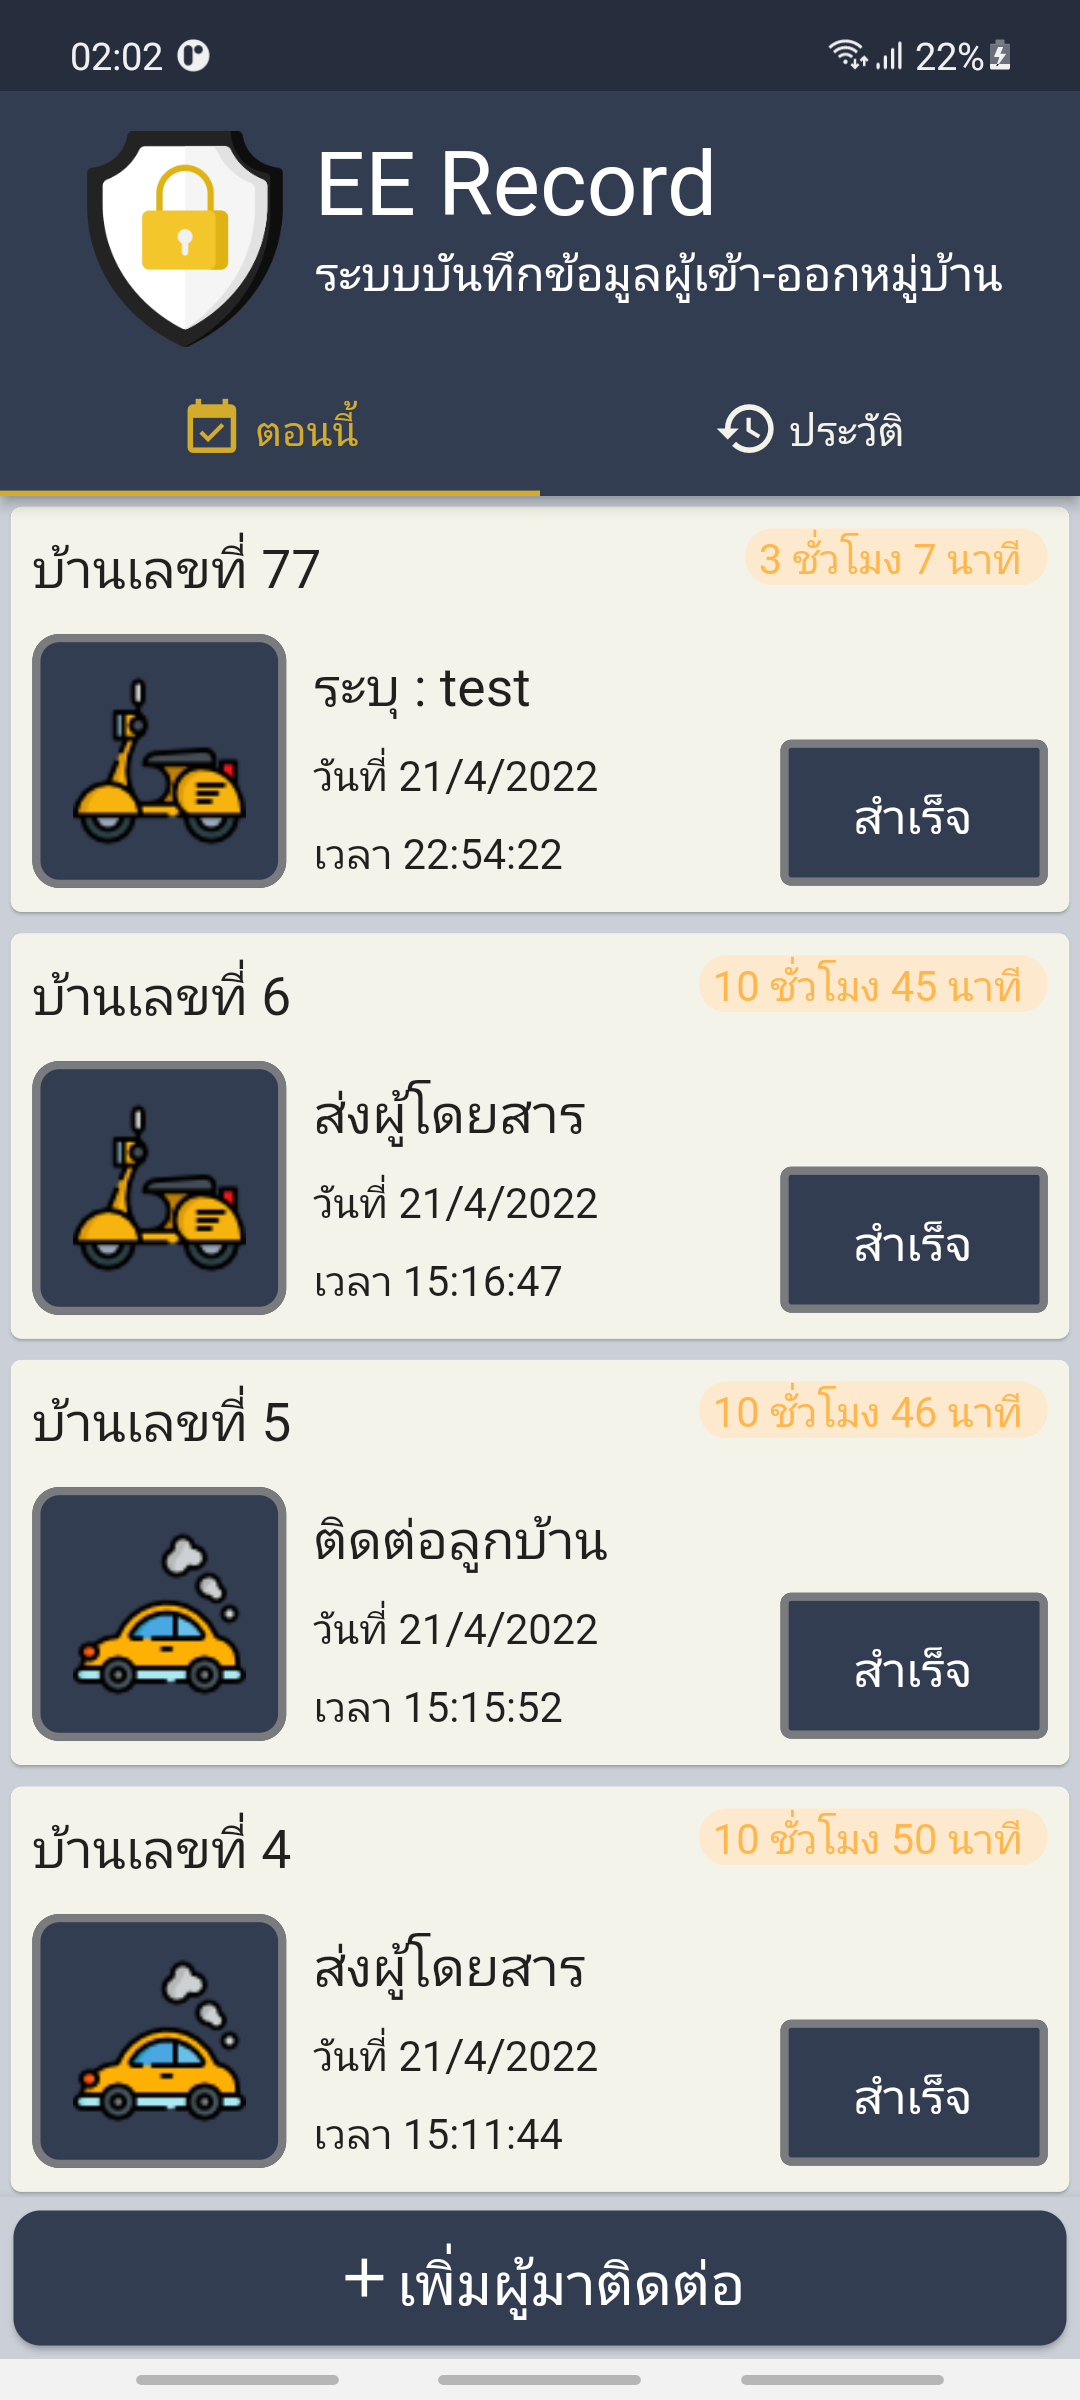 02:02
22%
EE Record
ระบบบันทึกข้อมูลผู้เข้า-ออกหมู่บ้าน
ตอนนี้
ประวัติ
บ้านเลขที่ 77
3 ชั่วโมง 7 นาที
ระบุ : test
วันที่ 21/4/2022
เวลา 22:54:22
สำเร็จ
บ้านเลขที่ 6
10 ชั่วโมง 45 นาที
ส่งผู้โดยสาร
วันที่ 21/4/2022
เวลา 15:16:47
สำเร็จ
บ้านเลขที่ 5
10 ชั่วโมง 46 นาที
ติดต่อลูกบ้าน
วันที่ 21/4/2022
เวลา 15:15:52
สำเร็จ
บ้านเลขที่ 4
10 ชั่วโมง 50 นาที
ส่งผู้โดยสาร
วันที่ 21/4/2022
เวลา 15:11:44
สำเร็จ
+ เพิ่มผู้มาติดต่อ